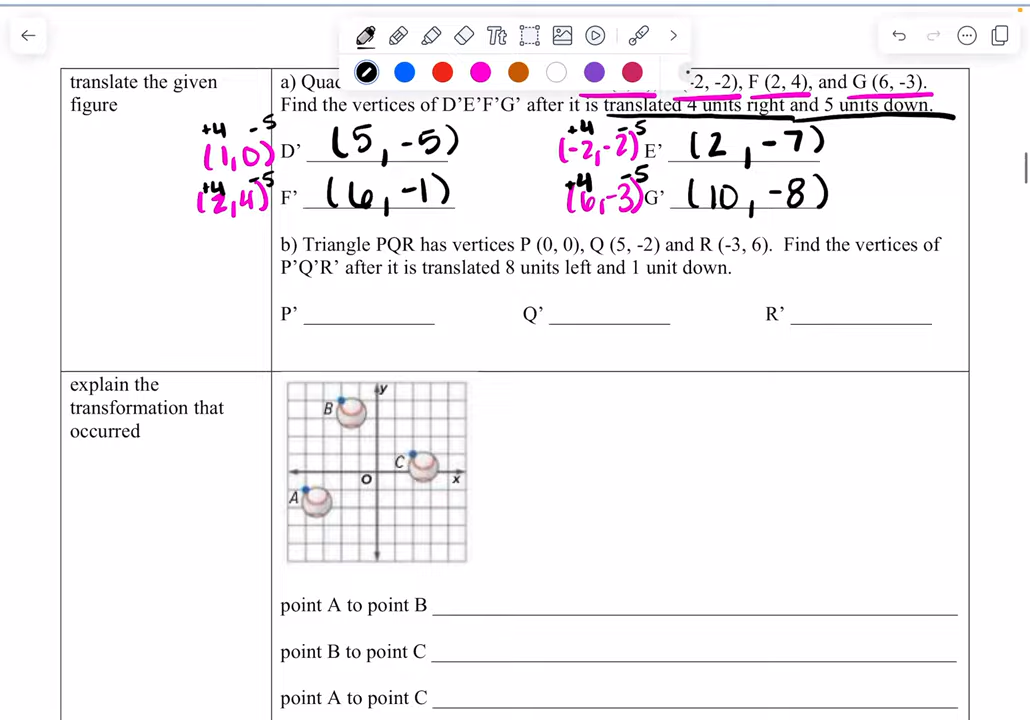 Tt
translate the given
figure
a) Quad -2, -2), F (2, 4), and G (6, -3).
Find the vertices of D’E’F’G’ after it is translated 4 units right and 5 units down.
+4 -5 +4 -5
(1,0) D’ (5, -5) (-2,-2) E’ (2, -7)
+4 -5 +4 -5
(2,4) F’ (6, -1) (6,-3) G’ (10, -8)
b) Triangle PQR has vertices P (0, 0), Q (5, -2) and R (-3, 6). Find the vertices of
P’Q’R’ after it is translated 8 units left and 1 unit down.
P’ Q’ R’
explain the
transformation that
occurred
y
B
C
O x
A
point A to point B
point B to point C
point A to point C